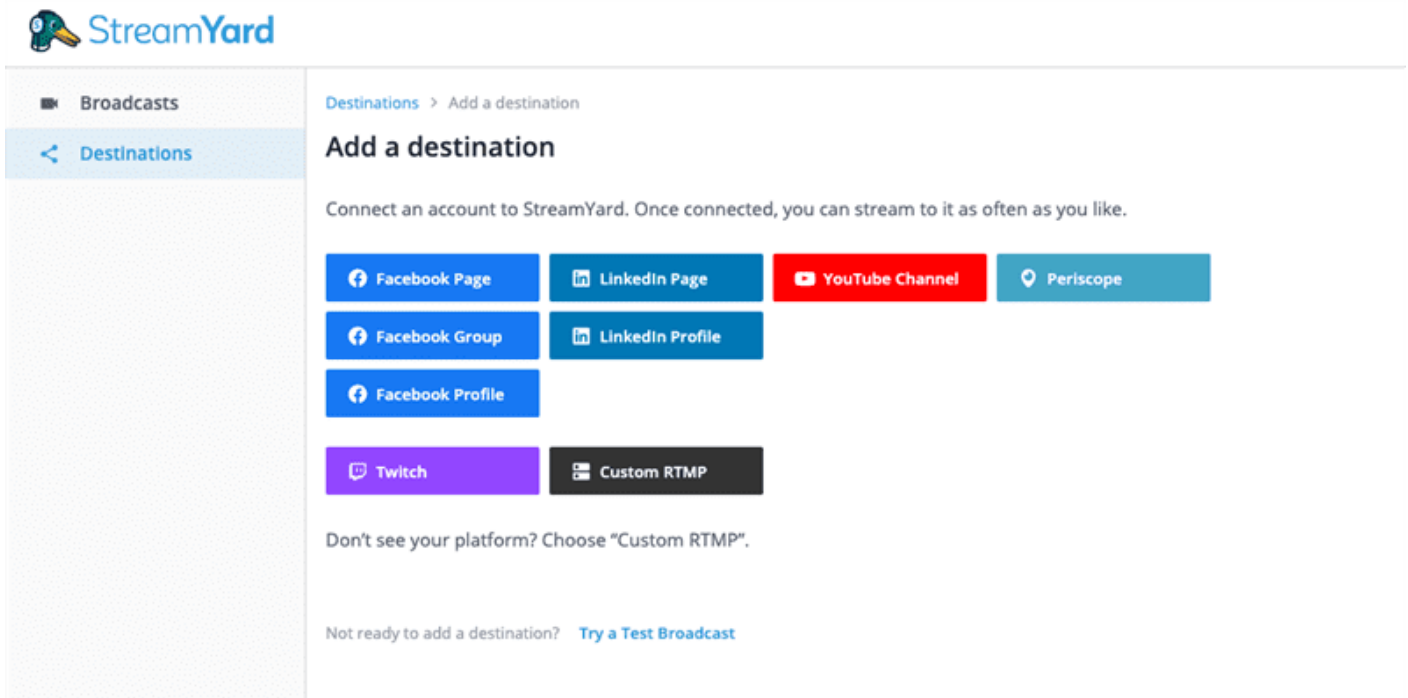 StreamYard
Broadcasts
Destinations
Destinations > Add a destination
Add a destination
Connect an account to StreamYard. Once connected, you can stream to it as often as you like.
Facebook Page
LinkedIn Page
YouTube Channel
Periscope
Facebook Group
LinkedIn Profile
Facebook Profile
Twitch
Custom RTMP
Don’t see your platform? Choose “Custom RTMP”.
Not ready to add a destination? Try a Test Broadcast